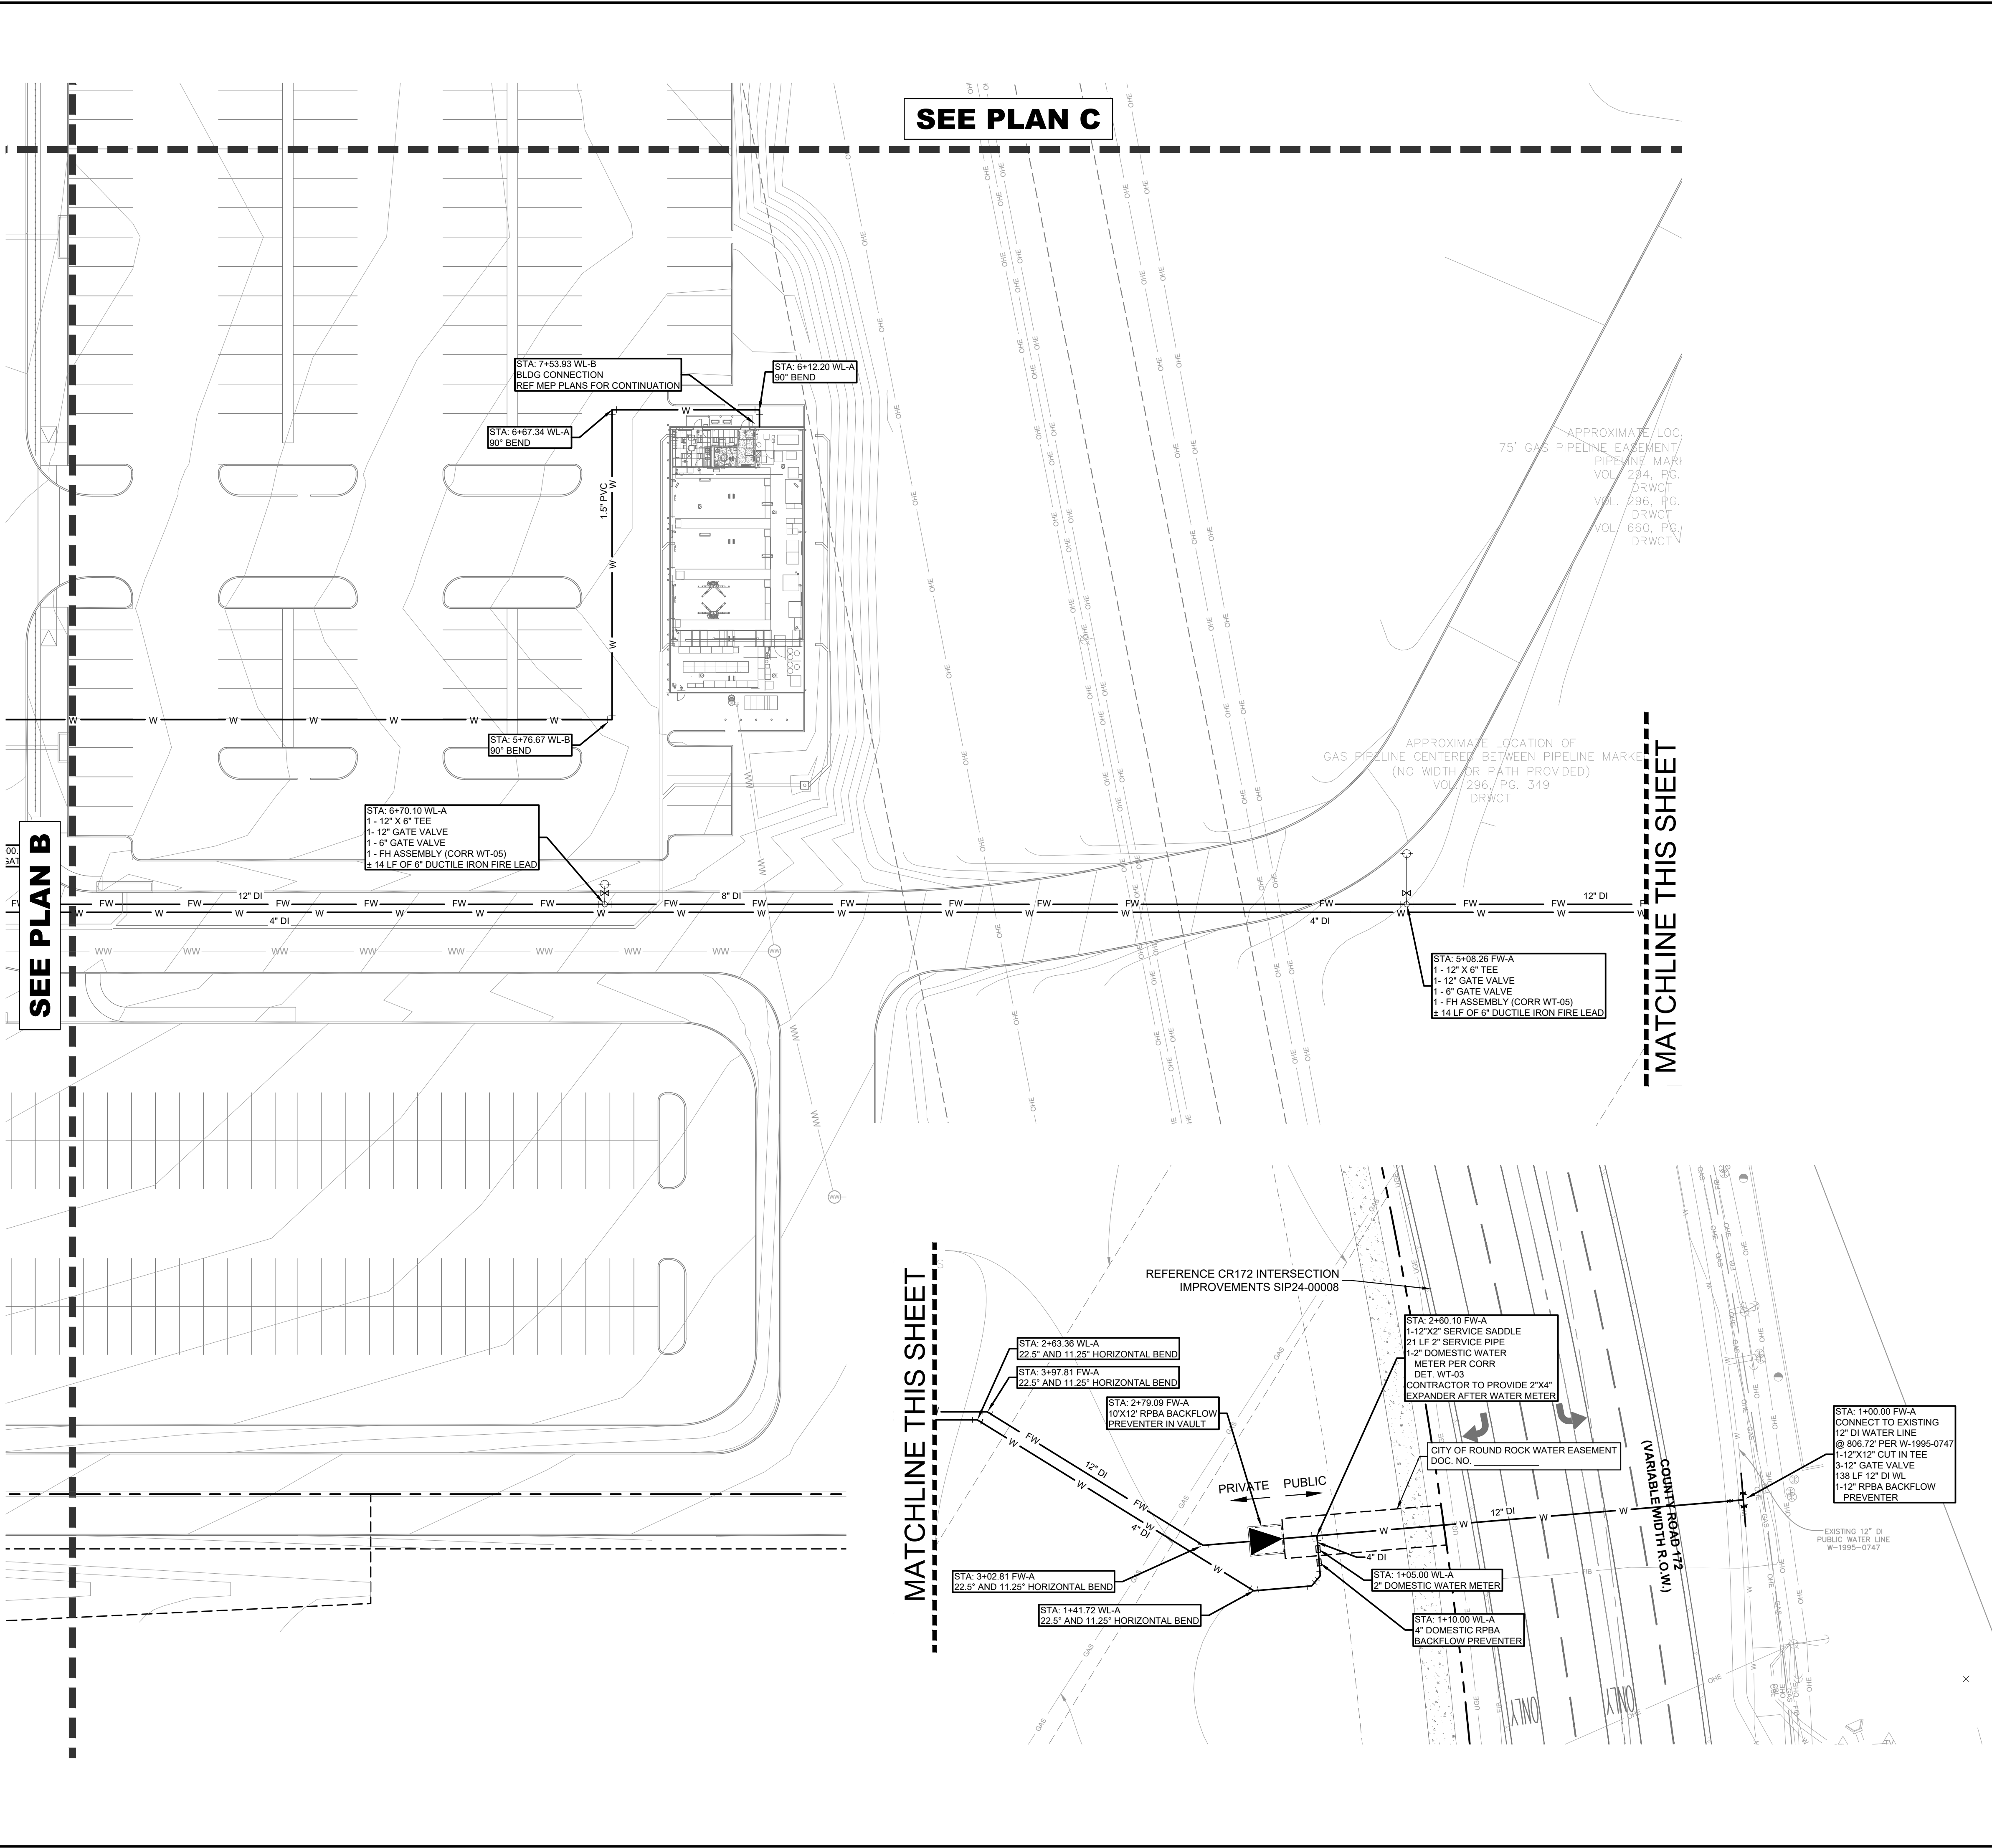 SEE PLAN C
STA: 7+53.93 WL-B
BLDG CONNECTION
REF MEP PLANS FOR CONTINUATION
STA: 6+12.20 WL-A
90° BEND
STA: 6+67.34 WL-A
90° BEND
1.5" PVC
STA: 5+76.67 WL-B
90° BEND
APPROXIMATE LOC.
75' GAS PIPELINE EASEMENT/
PIPELINE MARK
VOL. 294, PG.
DRWCT
VOL. 296, PG.
DRWCT
VOL. 660, PG.
DRWCT
APPROXIMATE LOCATION OF
GAS PIPELINE CENTERED BETWEEN PIPELINE MARKE
(NO WIDTH OR PATH PROVIDED)
VOL. 296, PG. 349
DRWCT
STA: 6+70.10 WL-A
1 - 12" X 6" TEE
1- 12" GATE VALVE
1 - 6" GATE VALVE
1 - FH ASSEMBLY (CORR WT-05)
± 14 LF OF 6" DUCTILE IRON FIRE LEAD
SEE PLAN B
12" DI
8" DI
12" DI
4" DI
4" DI
STA: 5+08.26 FW-A
1 - 12" X 6" TEE
1- 12" GATE VALVE
1 - 6" GATE VALVE
1 - FH ASSEMBLY (CORR WT-05)
± 14 LF OF 6" DUCTILE IRON FIRE LEAD
MATCHLINE THIS SHEET
MATCHLINE THIS SHEET
REFERENCE CR172 INTERSECTION
IMPROVEMENTS SIP24-00008
STA: 2+63.36 WL-A
22.5° AND 11.25° HORIZONTAL BEND
STA: 3+97.81 FW-A
22.5° AND 11.25° HORIZONTAL BEND
STA: 2+79.09 FW-A
10'X12' RPBA BACKFLOW
PREVENTER IN VAULT
STA: 2+60.10 FW-A
1-12"X2" SERVICE SADDLE
21 LF 2" SERVICE PIPE
1-2" DOMESTIC WATER
METER PER CORR
DET. WT-03
CONTRACTOR TO PROVIDE 2"X4"
EXPANDER AFTER WATER METER
CITY OF ROUND ROCK WATER EASEMENT
DOC. NO. _____________
STA: 1+00.00 FW-A
CONNECT TO EXISTING
12" DI WATER LINE
@ 806.72' PER W-1995-0747
1-12"X12" CUT IN TEE
3-12" GATE VALVE
138 LF 12" DI WL
1-12" RPBA BACKFLOW
PREVENTER
PRIVATE
PUBLIC
12" DI
4" DI
12" DI
4" DI
COUNTY ROAD 172
(VARIABLE WIDTH R.O.W.)
EXISTING 12" DI
PUBLIC WATER LINE
W-1995-0747
STA: 3+02.81 FW-A
22.5° AND 11.25° HORIZONTAL BEND
STA: 1+41.72 WL-A
22.5° AND 11.25° HORIZONTAL BEND
STA: 1+05.00 WL-A
2" DOMESTIC WATER METER
STA: 1+10.00 WL-A
4" DOMESTIC RPBA
BACKFLOW PREVENTER
ONLY
ONLY